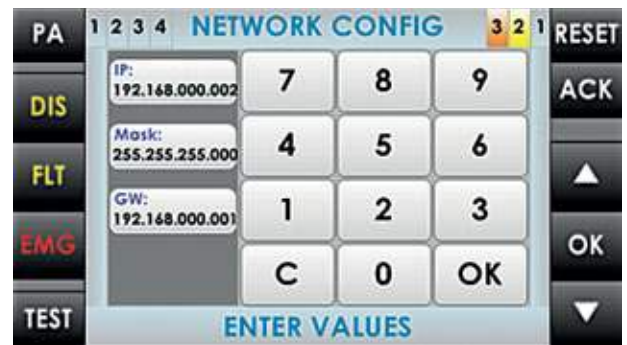 PA
DIS
FLT
EMG
TEST
1 2 3 4 NETWORK CONFIG 3 2 1
IP:
192.168.000.002
Mask:
255.255.255.000
GW:
192.168.000.001
7 8 9
4 5 6
1 2 3
C 0 OK
ENTER VALUES
RESET
ACK
OK